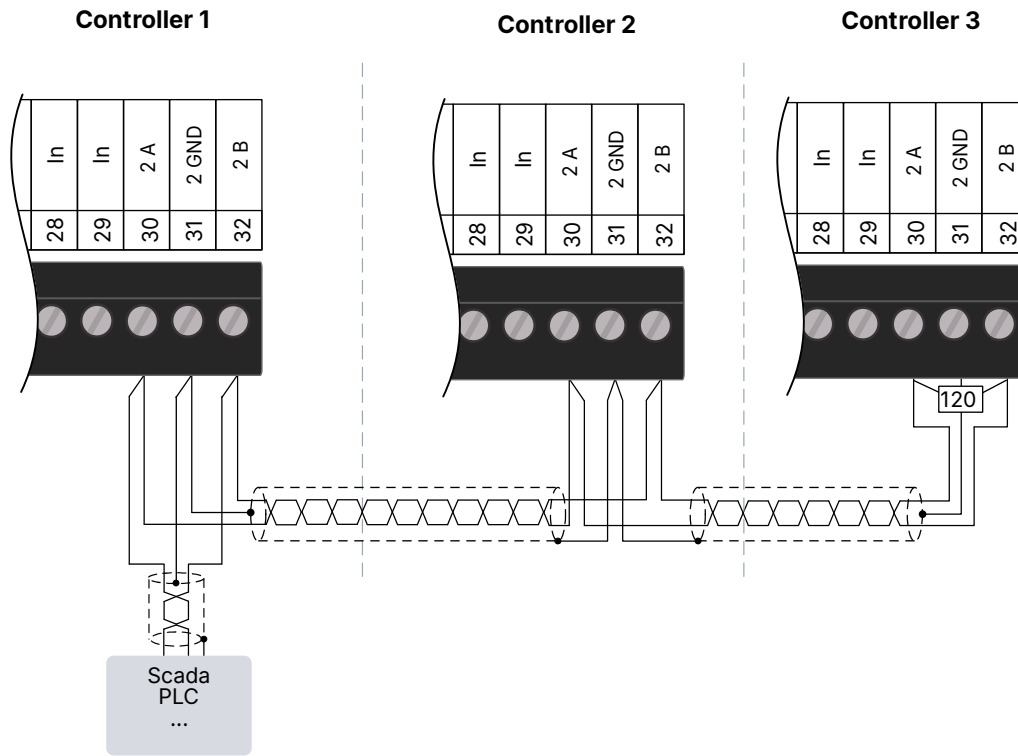 Controller 1
Controller 2
Controller 3
In
In
2 A
2 GND
2 B
28
29
30
31
32
In
In
2 A
2 GND
2 B
28
29
30
31
32
In
In
2 A
2 GND
2 B
28
29
30
31
32
120
Scada
PLC
...